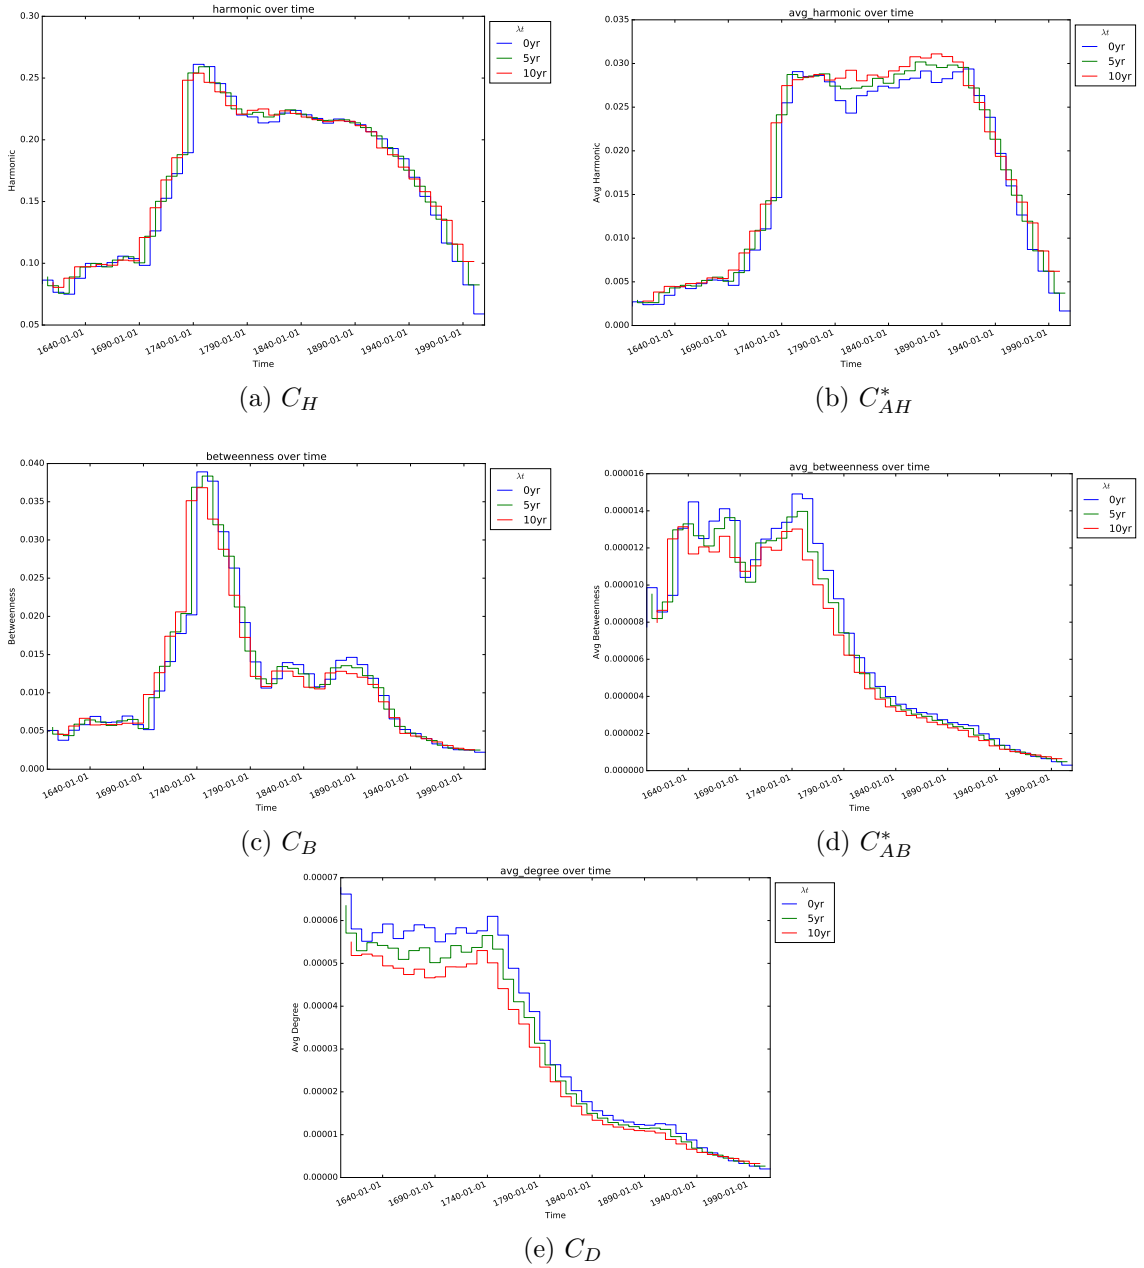 harmonic over time
0.30
0.25
0.20
0.15
0.10
0.05
Harmonic
1640-01-01
1690-01-01
1740-01-01
1790-01-01
1840-01-01
1890-01-01
1940-01-01
1990-01-01
Time
λt
0yr
5yr
10yr
(a) C_H
avg_harmonic over time
0.035
0.030
0.025
0.020
0.015
0.010
0.005
0.000
Avg Harmonic
1640-01-01
1690-01-01
1740-01-01
1790-01-01
1840-01-01
1890-01-01
1940-01-01
1990-01-01
Time
λt
0yr
5yr
10yr
(b) C*_AH
betweenness over time
0.040
0.035
0.030
0.025
0.020
0.015
0.010
0.005
0.000
Betweenness
1640-01-01
1690-01-01
1740-01-01
1790-01-01
1840-01-01
1890-01-01
1940-01-01
1990-01-01
Time
λt
0yr
5yr
10yr
(c) C_B
avg_betweenness over time
0.000016
0.000014
0.000012
0.000010
0.000008
0.000006
0.000004
0.000002
0.000000
Avg Betweenness
1640-01-01
1690-01-01
1740-01-01
1790-01-01
1840-01-01
1890-01-01
1940-01-01
1990-01-01
Time
λt
0yr
5yr
10yr
(d) C*_AB
avg_degree over time
0.00007
0.00006
0.00005
0.00004
0.00003
0.00002
0.00001
0.00000
Avg Degree
1640-01-01
1690-01-01
1740-01-01
1790-01-01
1840-01-01
1890-01-01
1940-01-01
1990-01-01
Time
λt
0yr
5yr
10yr
(e) C_D